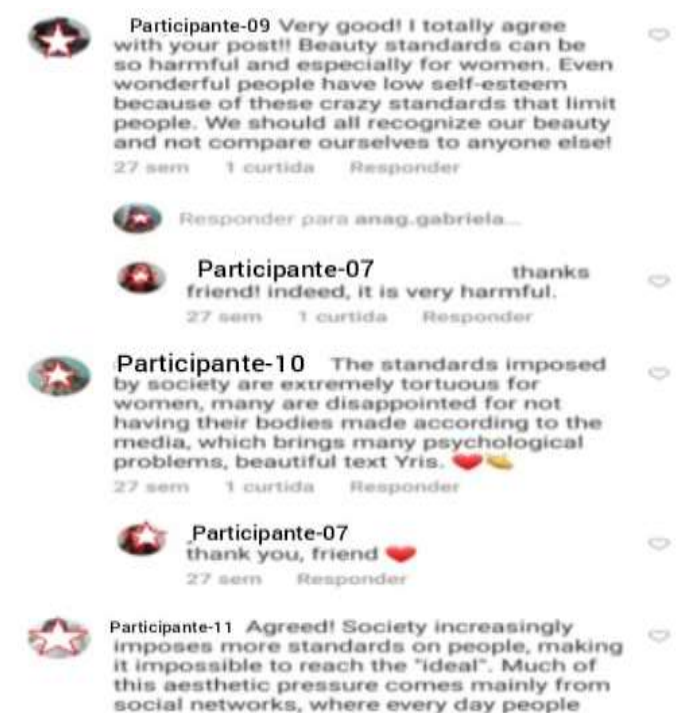 Participante-09 Very good! I totally agree
with your post!! Beauty standards can be
so harmful and especially for women. Even
wonderful people have low self-esteem
because of these crazy standards that limit
people. We should all recognize our beauty
and not compare ourselves to anyone else!
27 sem 1 curtida Responder
Responder para anag.gabriela...
Participante-07 thanks
friend! indeed, it is very harmful.
27 sem 1 curtida Responder
Participante-10 The standards imposed
by society are extremely tortuous for
women, many are disappointed for not
having their bodies made according to the
media, which brings many psychological
problems, beautiful text Yris. ❤️
27 sem 1 curtida Responder
Participante-07
thank you, friend ❤️
27 sem Responder
Participante-11 Agreed! Society increasingly
imposes more standards on people, making
it impossible to reach the "ideal". Much of
this aesthetic pressure comes mainly from
social networks, where every day people